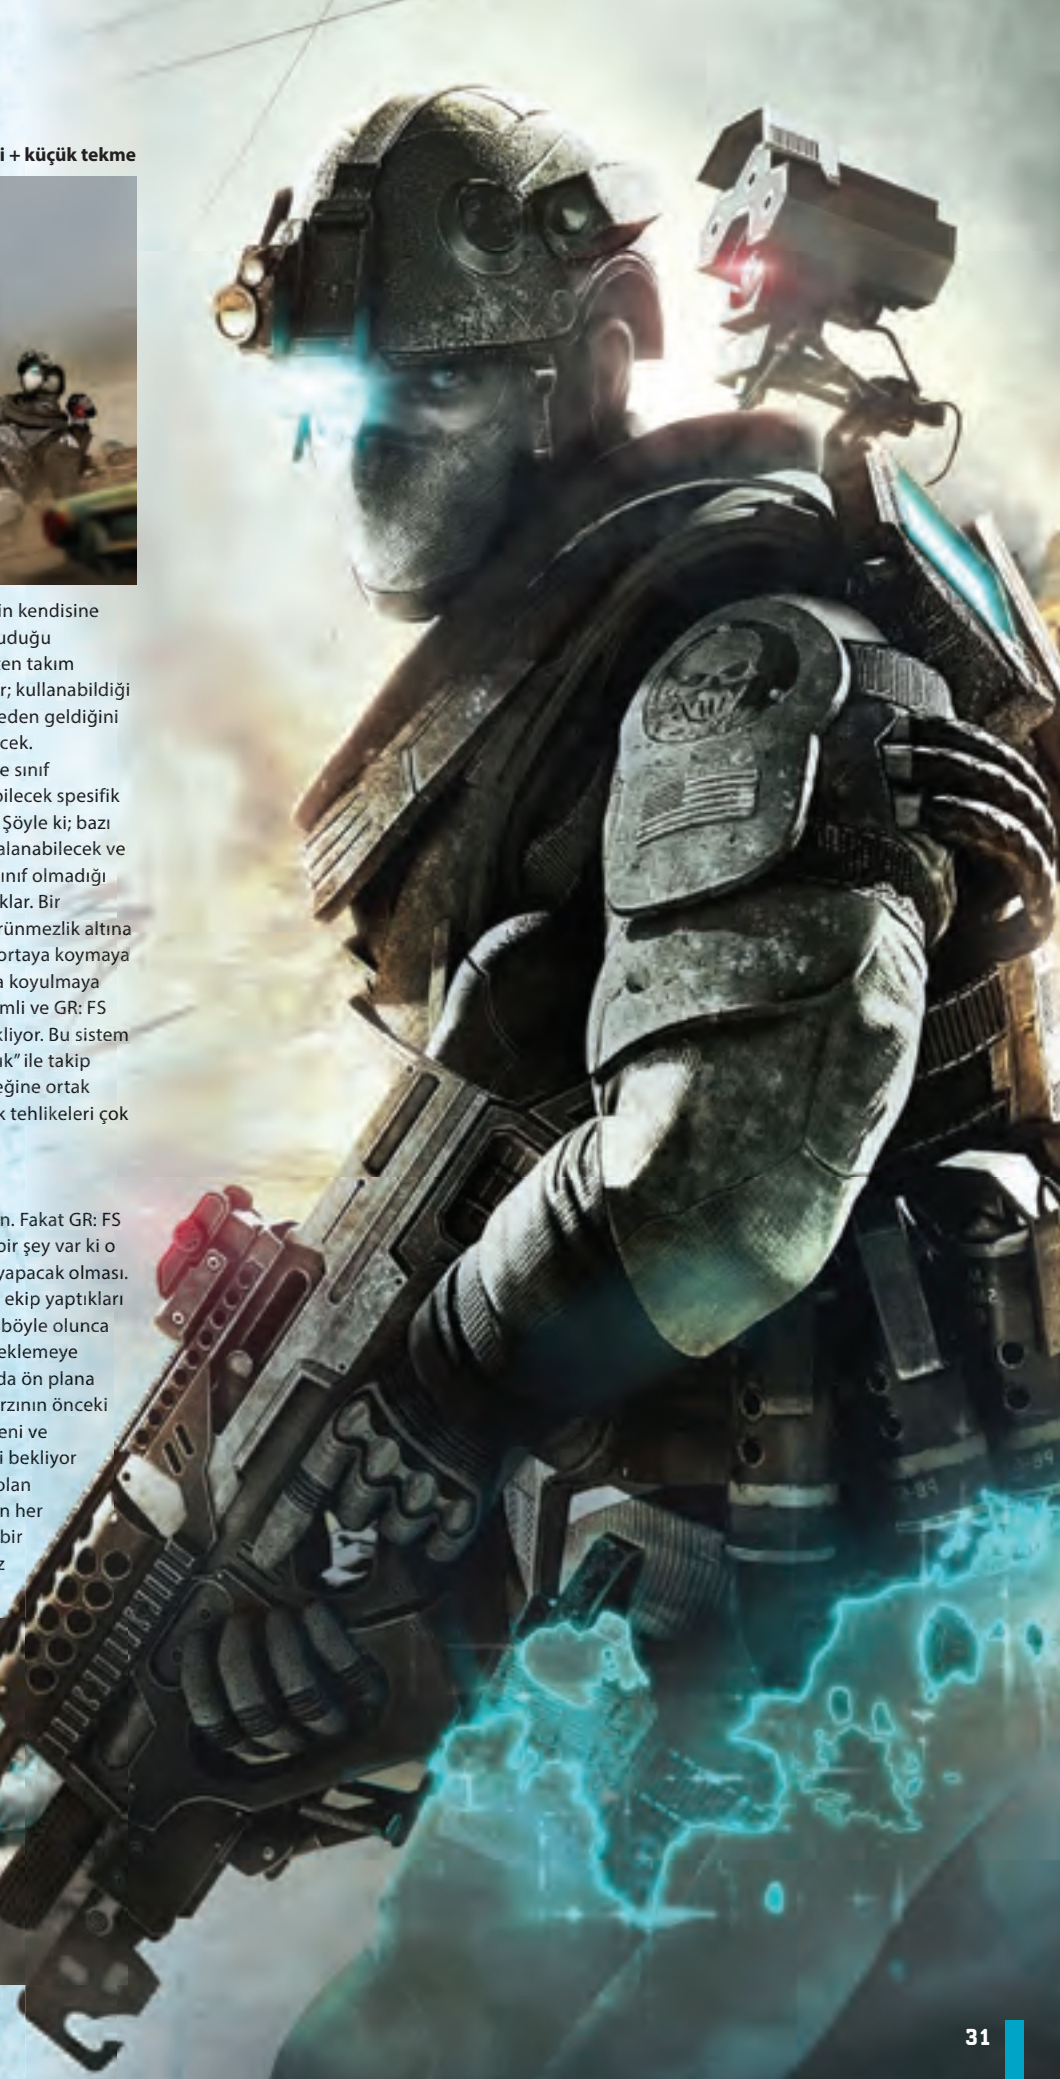 i + küçük tekme
in kendisine
uduğu
en takım
r; kullanabildiği
eden geldiğini
cek.
e sınıf
bilecek spesifik
Şöyle ki; bazı
alanabilecek ve
ınıf olmadığı
klar. Bir
rünmezlik altına
ortaya koymaya
a koyulmaya
mli ve GR: FS
kliyor. Bu sistem
ık” ile takip
eğine ortak
k tehlikeleri çok
n. Fakat GR: FS
bir şey var ki o
yapacak olması.
ekip yaptıkları
böyle olunca
eklemeye
da ön plana
rzının önceki
eni ve
i bekliyor
olan
n her
bir
z
31